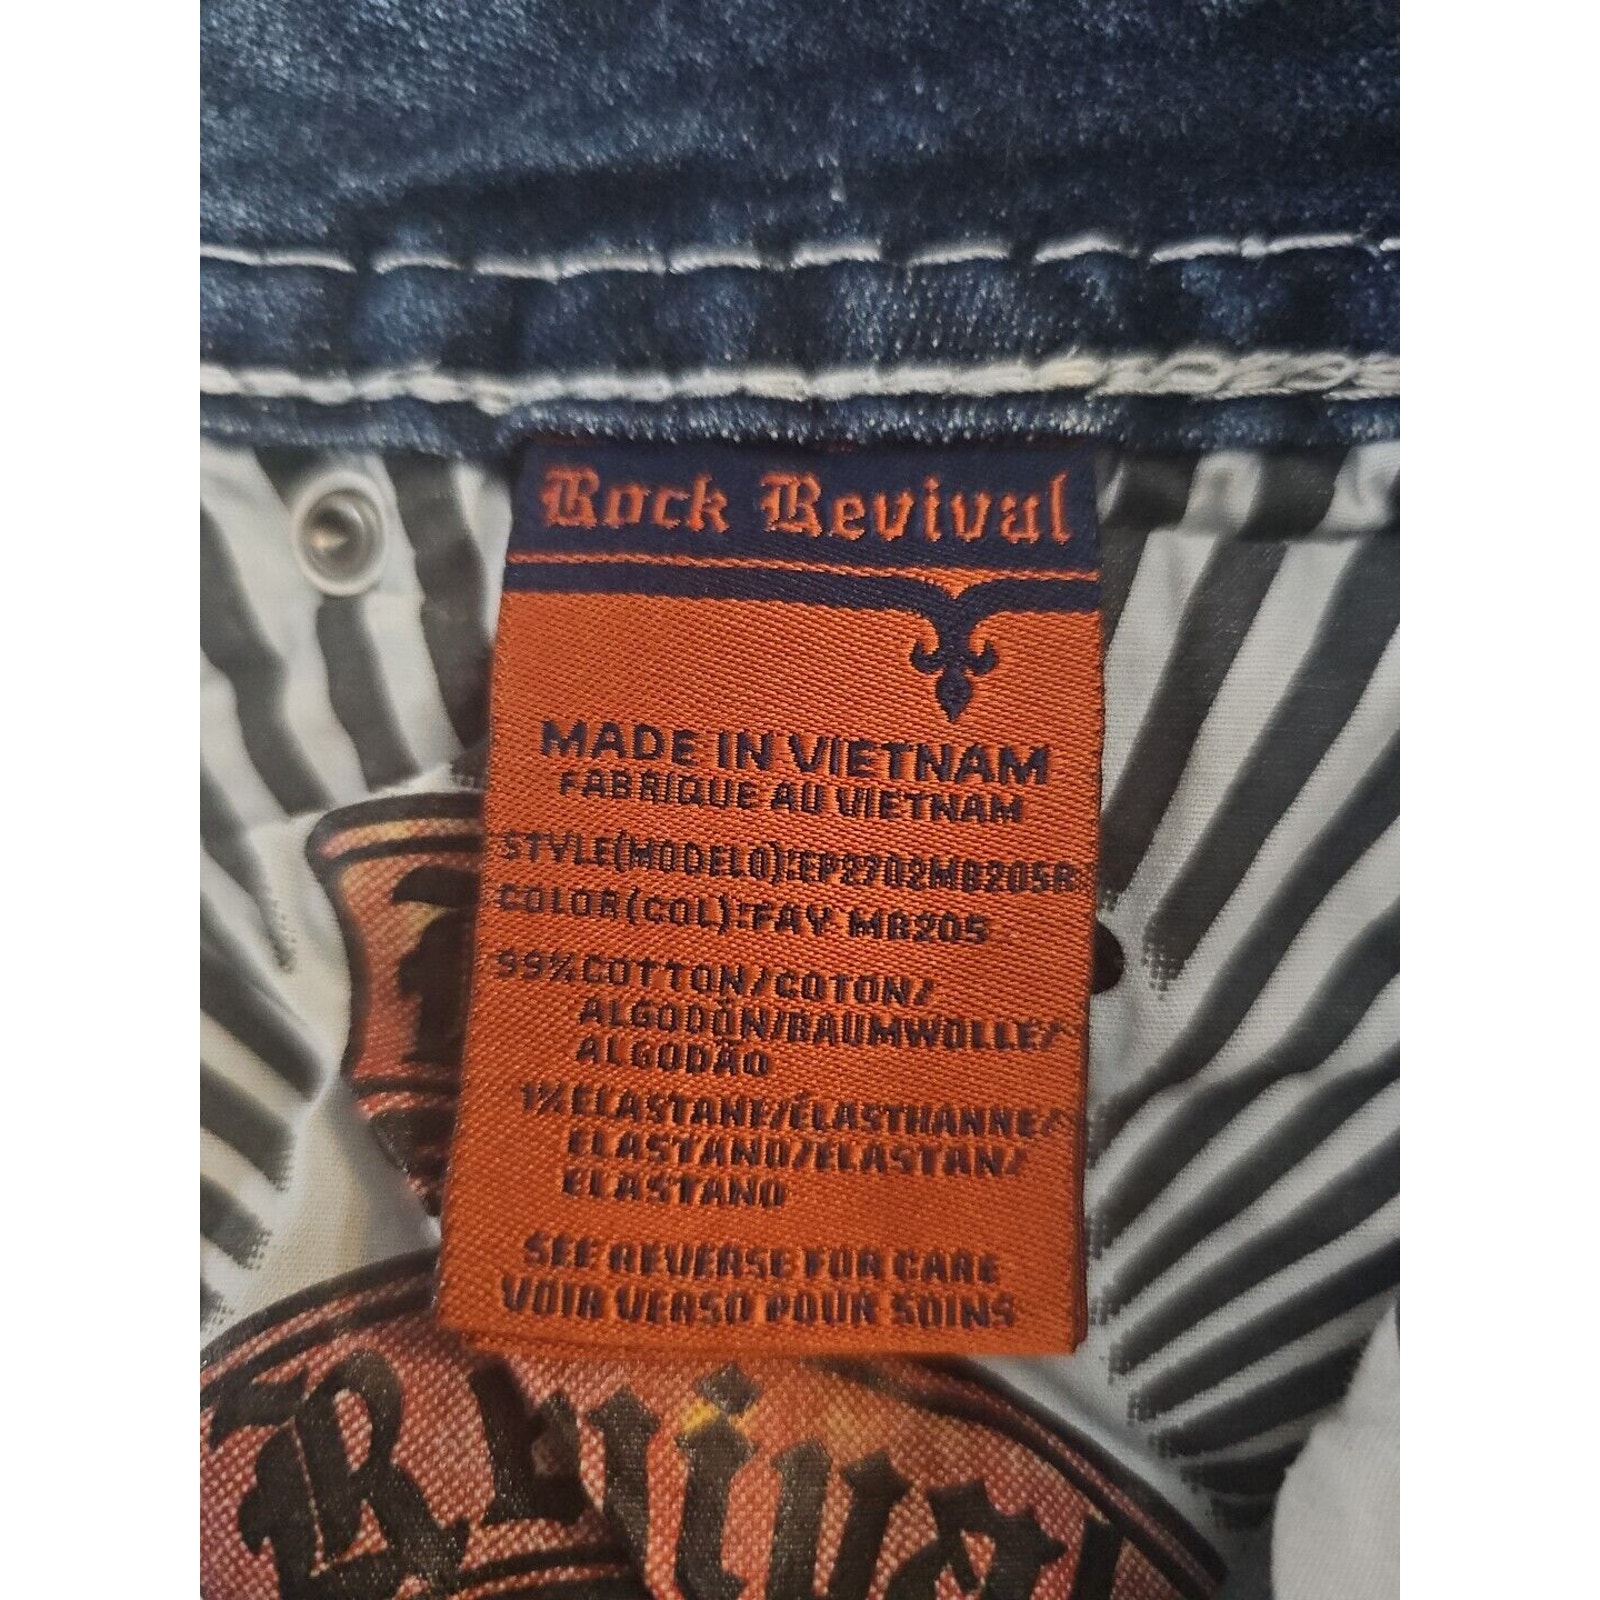 Rock Revival
MADE IN VIETNAM
FABRIQUE AU VIETNAM
STYLE(MODELO):EP2702MB205R
COLOR(COL):FAY MB205
99%COTTON/COTON/
ALGODÓN/BAUMWOLLE/
ALGODÃO
1%ELASTANE/ÉLASTHANNE/
ELASTANO/ELASTAN/
ELASTANO
SEE REVERSE FOR CARE
VOIR VERSO POUR SOINS
Revival